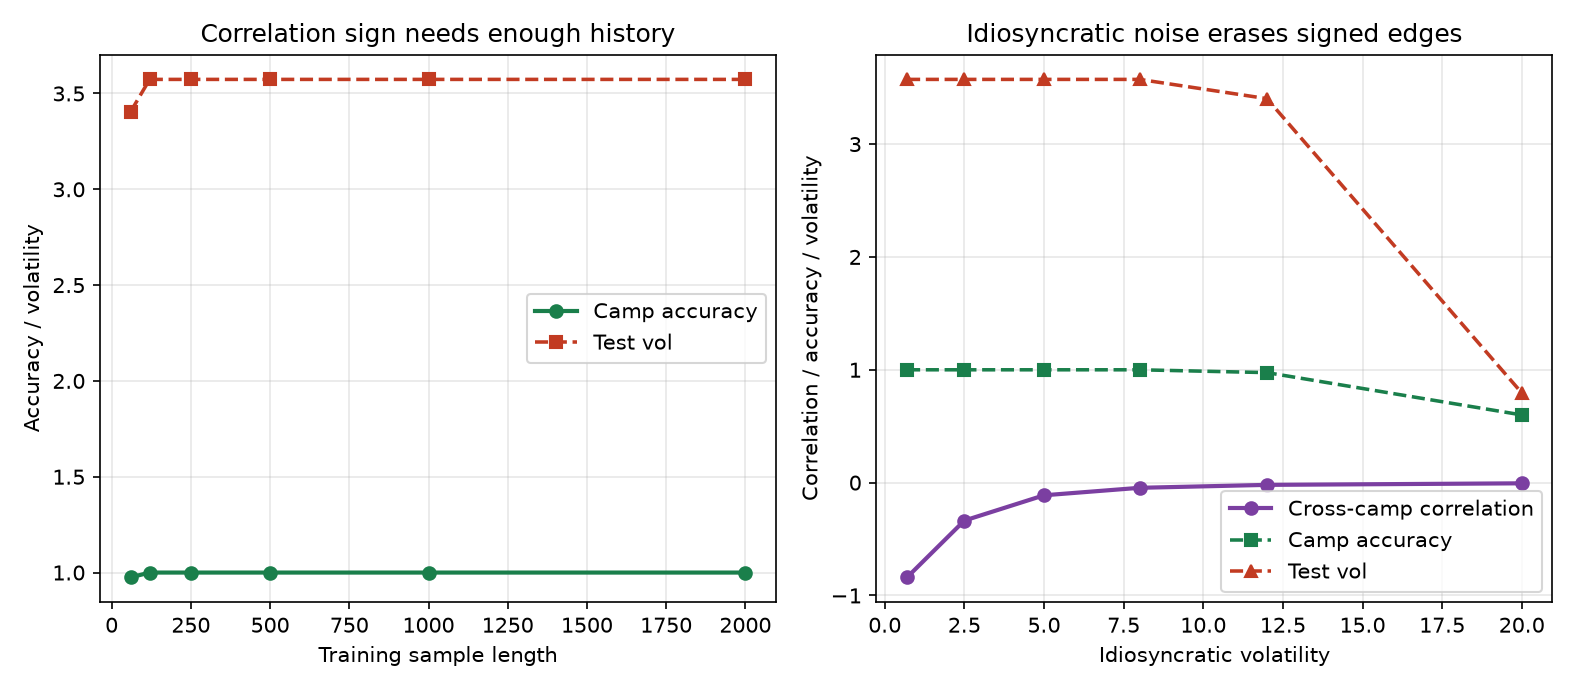 Correlation sign needs enough history
3.5
3.0
2.5
2.0
1.5
1.0
Accuracy / volatility
Camp accuracy
Test vol
0 250 500 750 1000 1250 1500 1750 2000
Training sample length
Idiosyncratic noise erases signed edges
3
2
1
0
−1
Correlation / accuracy / volatility
Cross-camp correlation
Camp accuracy
Test vol
0.0 2.5 5.0 7.5 10.0 12.5 15.0 17.5 20.0
Idiosyncratic volatility